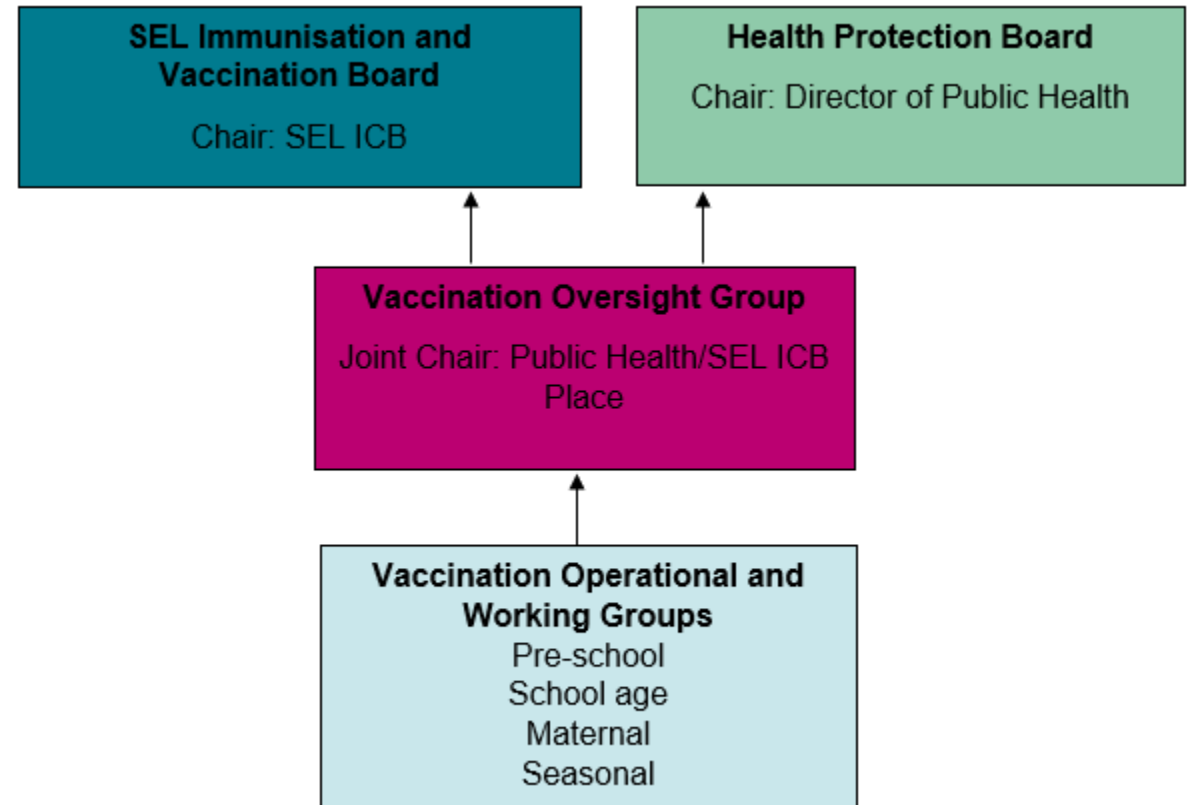 SEL Immunisation and
Vaccination Board
Chair: SEL ICB
Health Protection Board
Chair: Director of Public Health
Vaccination Oversight Group
Joint Chair: Public Health/SEL ICB
Place
Vaccination Operational and
Working Groups
Pre-school
School age
Maternal
Seasonal